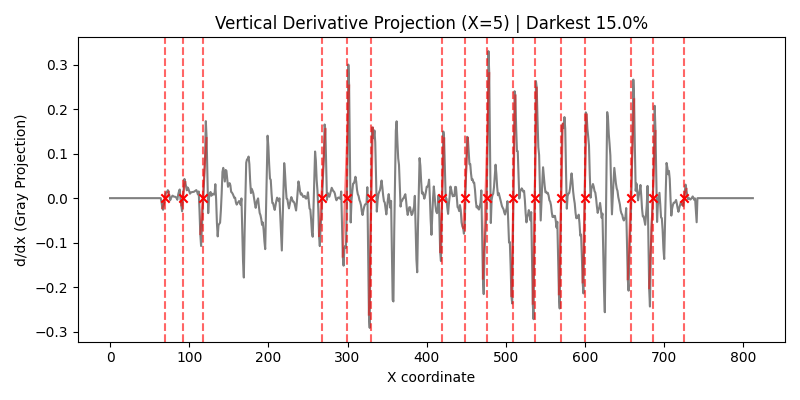 Vertical Derivative Projection (X=5) | Darkest 15.0%
0.3
0.2
0.1
0.0
−0.1
−0.2
−0.3
d/dx (Gray Projection)
0 100 200 300 400 500 600 700 800
X coordinate